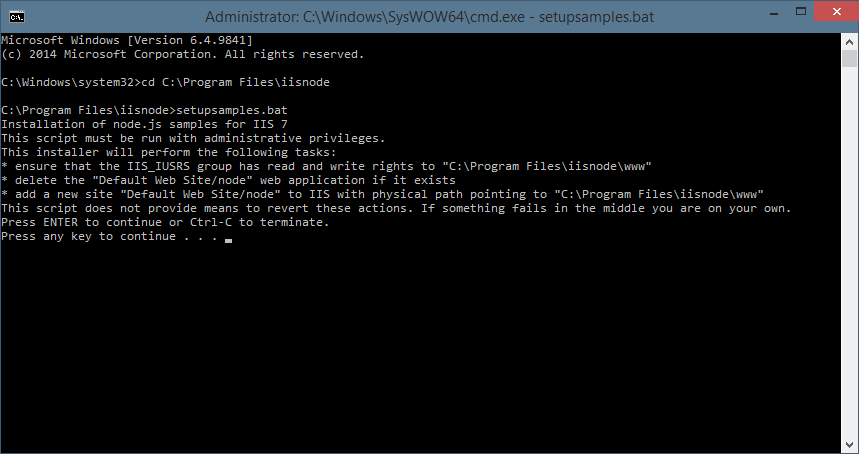 Administrator: C:\Windows\SysWOW64\cmd.exe - setupsamples.bat
Microsoft Windows [Version 6.4.9841]
(c) 2014 Microsoft Corporation. All rights reserved.
C:\Windows\system32>cd C:\Program Files\iisnode
C:\Program Files\iisnode>setupsamples.bat
Installation of node.js samples for IIS 7
This script must be run with administrative privileges.
This installer will perform the following tasks:
* ensure that the IIS_IUSRS group has read and write rights to "C:\Program Files\iisnode\www"
* delete the "Default Web Site/node" web application if it exists
* add a new site "Default Web Site/node" to IIS with physical path pointing to "C:\Program Files\iisnode\www"
This script does not provide means to revert these actions. If something fails in the middle you are on your own.
Press ENTER to continue or Ctrl-C to terminate.
Press any key to continue . . .